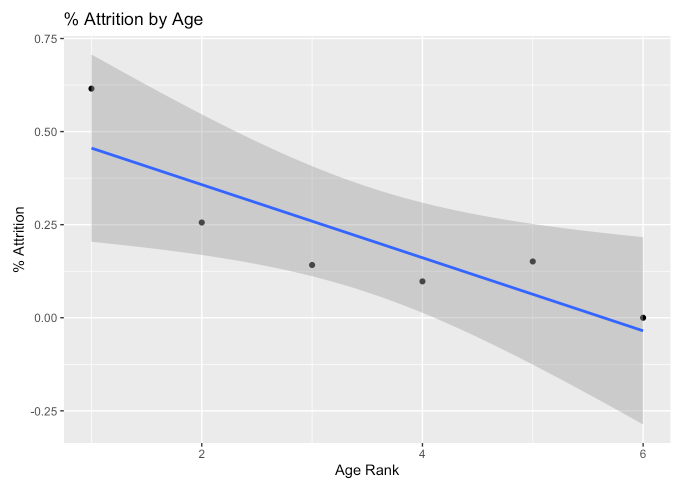 % Attrition by Age
0.75
0.50
0.25
0.00
-0.25
% Attrition
2
4
6
Age Rank